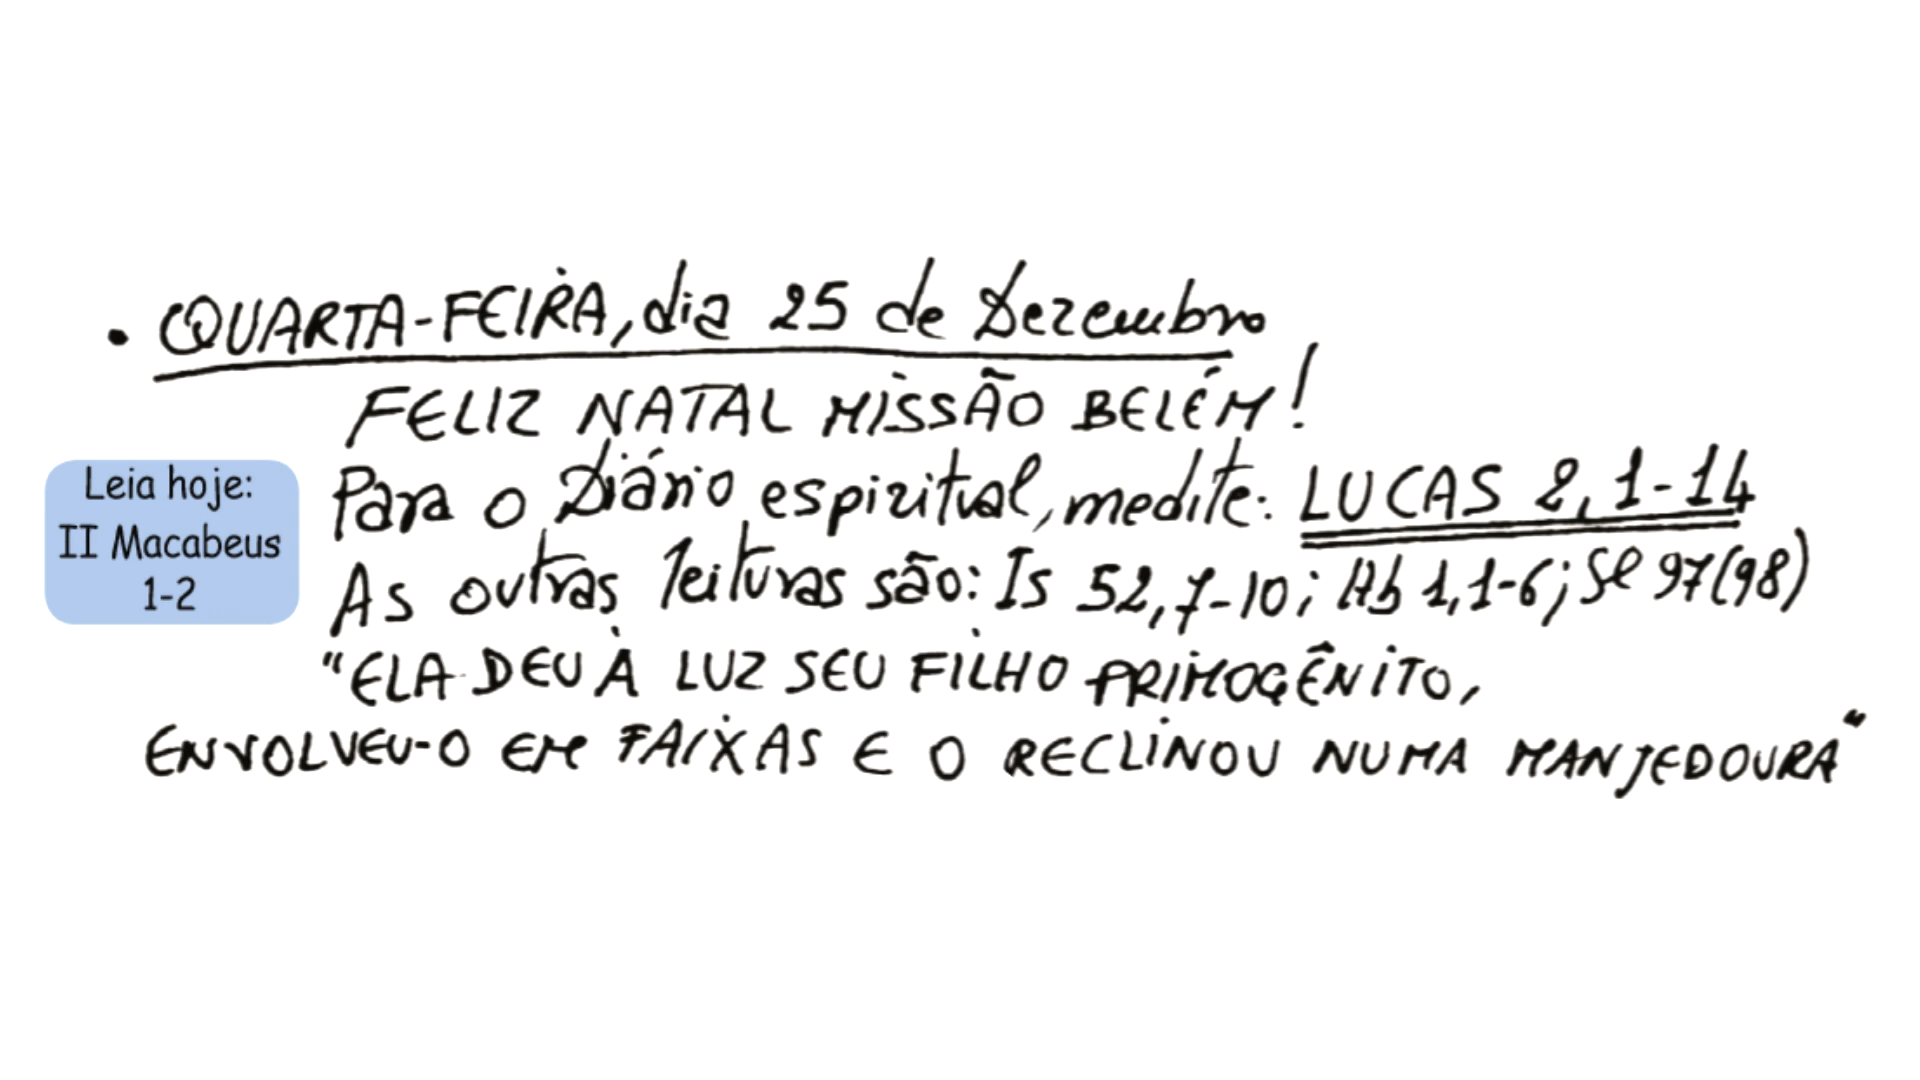 • QUARTA-FEIRA, dia 25 de Dezembro
FELIZ NATAL MISSÃO BELÉM!
Leia hoje:
II Macabeus
1-2
Para o Diário espiritual, medite: LUCAS 2, 1-14
As outras leituras são: Is 52, 7-10; Hb 1, 1-6; Sl 97(98)
"ELA DEU À LUZ SEU FILHO PRIMOGÊNITO,
ENVOLVEU-O EM FAIXAS E O RECLINOU NUMA MANJEDOURA"